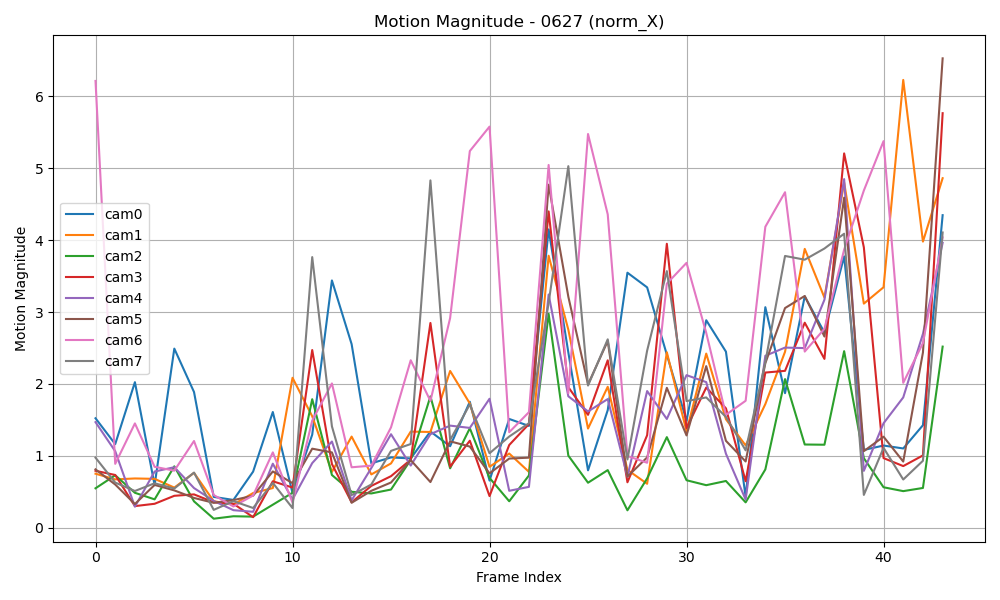 Motion Magnitude - 0627 (norm_X)
Motion Magnitude
6
5
4
3
2
1
0
cam0
cam1
cam2
cam3
cam4
cam5
cam6
cam7
0 10 20 30 40
Frame Index